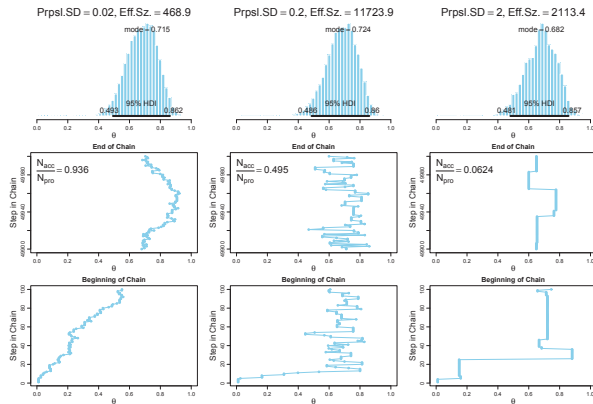 Prpsl.SD = 0.02, Eff.Sz. = 468.9
mode = 0.715
95% HDI
0.493 0.862
0.0 0.2 0.4 0.6 0.8 1.0
θ
Prpsl.SD = 0.2, Eff.Sz. = 11723.9
mode = 0.724
95% HDI
0.486 0.86
0.0 0.2 0.4 0.6 0.8 1.0
θ
Prpsl.SD = 2, Eff.Sz. = 2113.4
mode = 0.682
95% HDI
0.481 0.857
0.0 0.2 0.4 0.6 0.8 1.0
θ
End of Chain
Nacc
Npro
= 0.936
Step in Chain
49900 49940 49980
0.0 0.2 0.4 0.6 0.8 1.0
θ
End of Chain
Nacc
Npro
= 0.495
Step in Chain
49900 49940 49980
0.0 0.2 0.4 0.6 0.8 1.0
θ
End of Chain
Nacc
Npro
= 0.0624
Step in Chain
49900 49940 49980
0.0 0.2 0.4 0.6 0.8 1.0
θ
Beginning of Chain
Step in Chain
0 20 40 60 80 100
0.0 0.2 0.4 0.6 0.8 1.0
θ
Beginning of Chain
Step in Chain
0 20 40 60 80 100
0.0 0.2 0.4 0.6 0.8 1.0
θ
Beginning of Chain
Step in Chain
0 20 40 60 80 100
0.0 0.2 0.4 0.6 0.8 1.0
θ